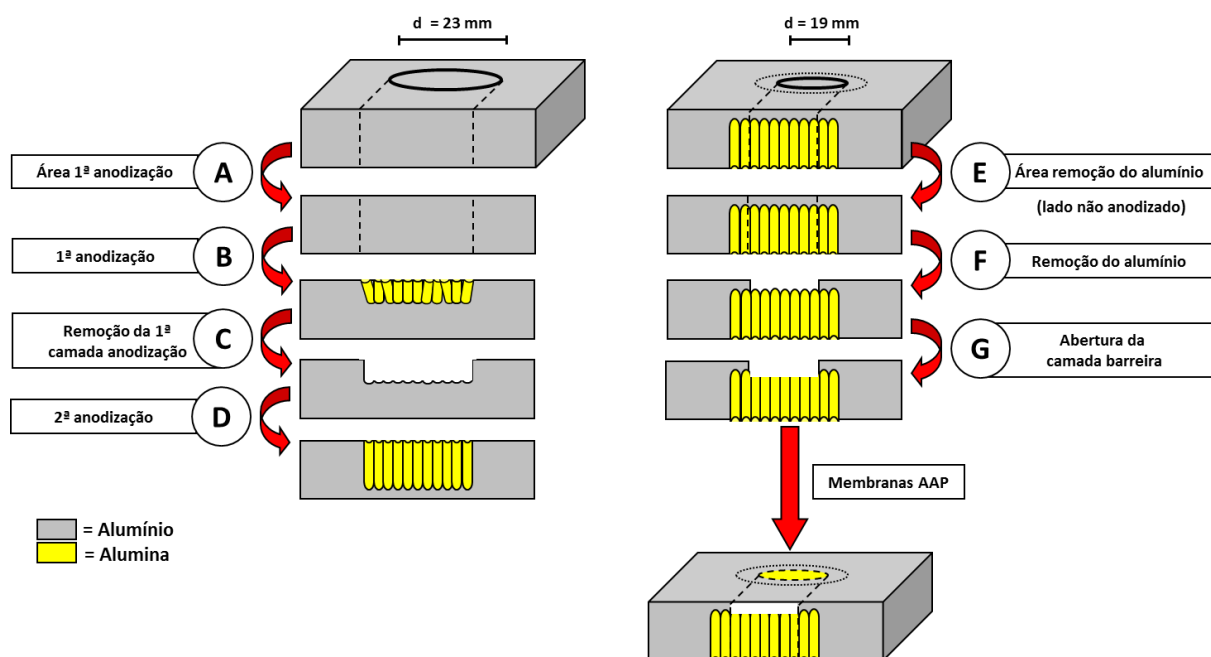 d = 23 mm
Área 1ª anodização
A
1ª anodização
B
Remoção da 1ª
camada anodização
C
2ª anodização
D
= Alumínio
= Alumina
d = 19 mm
E
Área remoção do alumínio
(lado não anodizado)
F
Remoção do alumínio
G
Abertura da
camada barreira
Membranas AAP